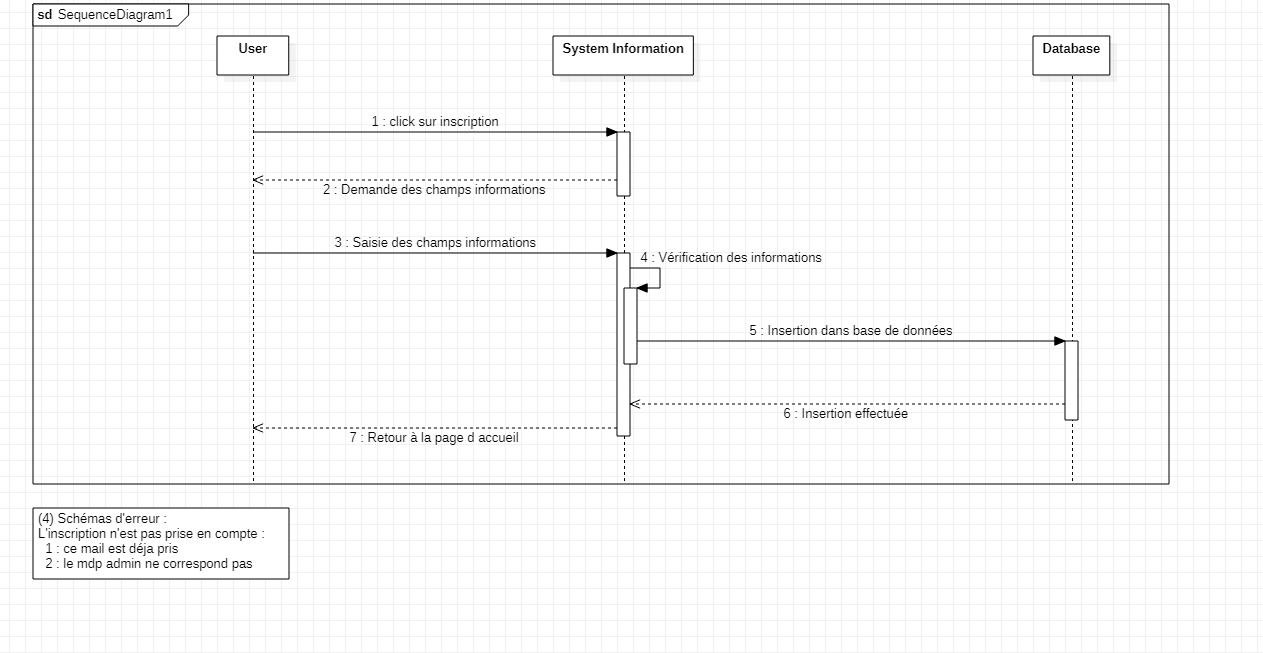 sd SequenceDiagram1
User
System Information
Database
1 : click sur inscription
2 : Demande des champs informations
3 : Saisie des champs informations
4 : Vérification des informations
5 : Insertion dans base de données
6 : Insertion effectuée
7 : Retour à la page d accueil
(4) Schémas d'erreur :
L'inscription n'est pas prise en compte :
1 : ce mail est déja pris
2 : le mdp admin ne correspond pas